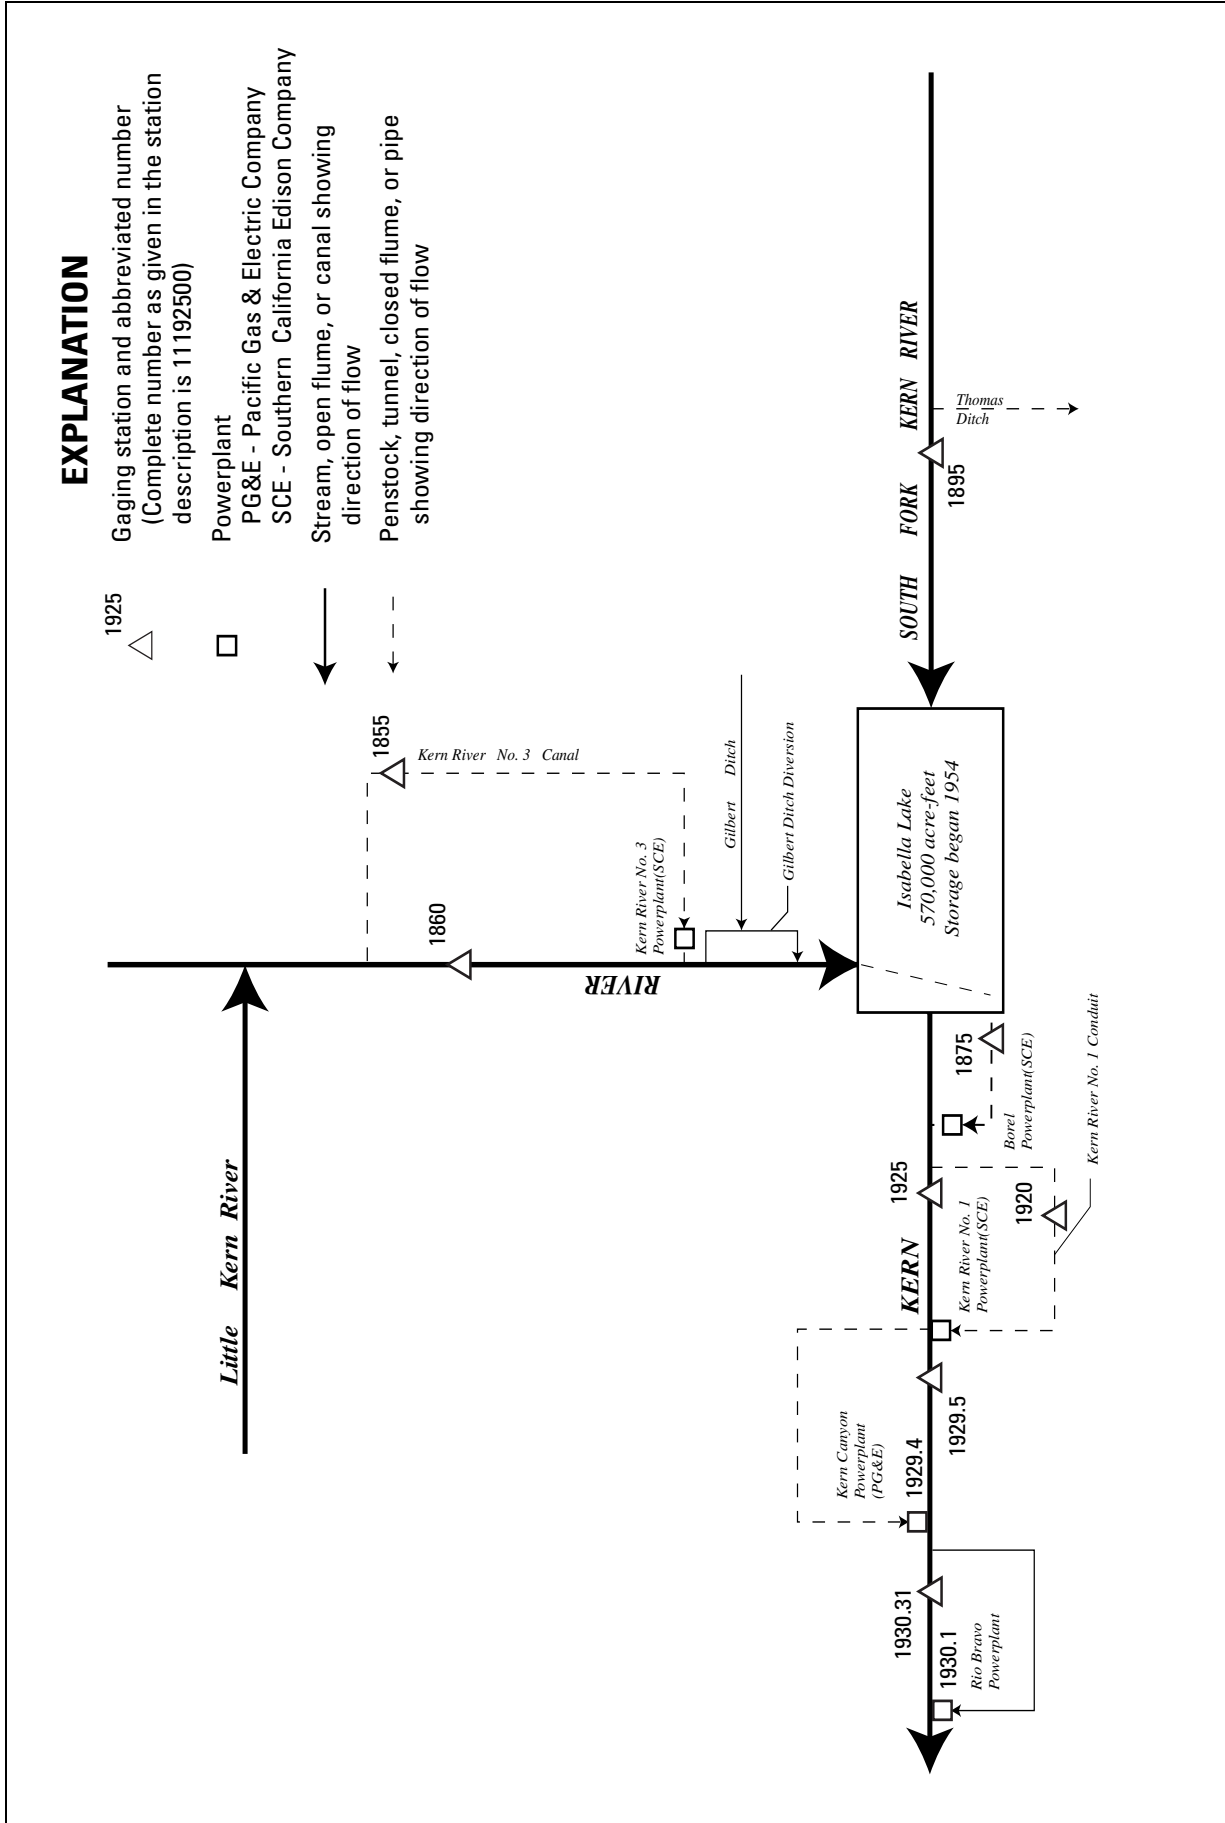 EXPLANATION
1925
Gaging station and abbreviated number
(Complete number as given in the station
description is 11192500)
Powerplant
PG&E - Pacific Gas & Electric Company
SCE - Southern California Edison Company
Stream, open flume, or canal showing
direction of flow
Penstock, tunnel, closed flume, or pipe
showing direction of flow
Little Kern River
1855
Kern River No. 3 Canal
1860
RIVER
Kern River No. 3
Powerplant(SCE)
Gilbert Ditch
Gilbert Ditch Diversion
Isabella Lake
570,000 acre-feet
Storage began 1954
SOUTH FORK KERN RIVER
1895
Thomas
Ditch
1875
Borel
Powerplant(SCE)
KERN
1925
1920
Kern River No. 1 Conduit
Kern River No. 1
Powerplant(SCE)
1929.5
Kern Canyon
Powerplant
(PG&E)
1929.4
1930.31
1930.1
Rio Bravo
Powerplant